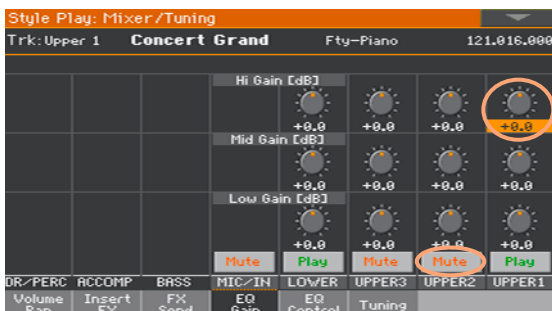 Style Play: Mixer/Tuning
Trk: Upper 1 Concert Grand Fty-Piano 121.016.000
Hi Gain [dB]
+0.0 +0.0 +0.0 +0.0
Mid Gain [dB]
+0.0 +0.0 +0.0 +0.0
Low Gain [dB]
+0.0 +0.0 +0.0 +0.0
Mute Play Mute Mute Play
DR/PERC ACCOMP BASS MIC/IN LOWER UPPER3 UPPER2 UPPER1
Volume Insert FX EQ EQ Tuning
Pan FX Send Gain Control